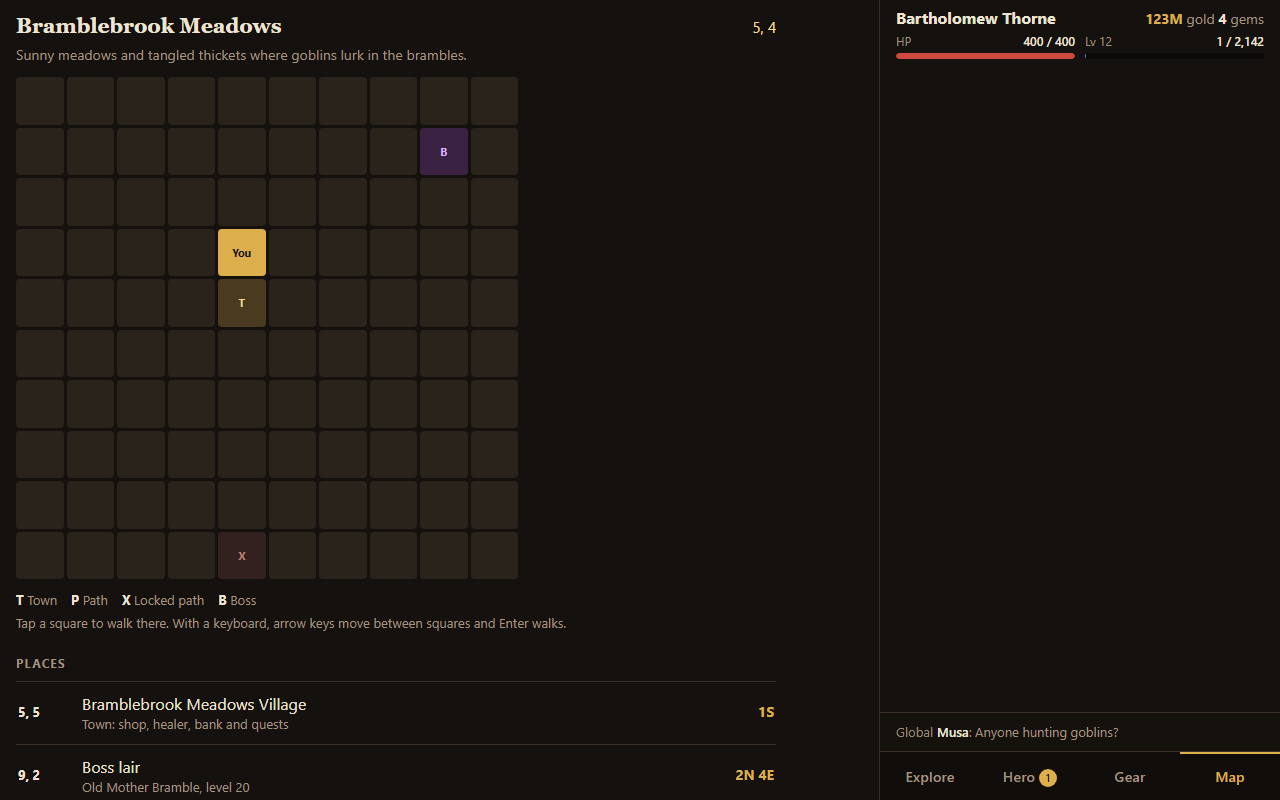 Bramblebrook Meadows
5, 4
Sunny meadows and tangled thickets where goblins lurk in the brambles.
B
You
T
X
T Town P Path X Locked path B Boss
Tap a square to walk there. With a keyboard, arrow keys move between squares and Enter walks.
PLACES
5, 5 Bramblebrook Meadows Village 1S
Town: shop, healer, bank and quests
9, 2 Boss lair 2N 4E
Old Mother Bramble, level 20
Bartholomew Thorne 123M gold 4 gems
HP 400 / 400 Lv 12 1 / 2,142
Global Musa: Anyone hunting goblins?
Explore Hero 1 Gear Map